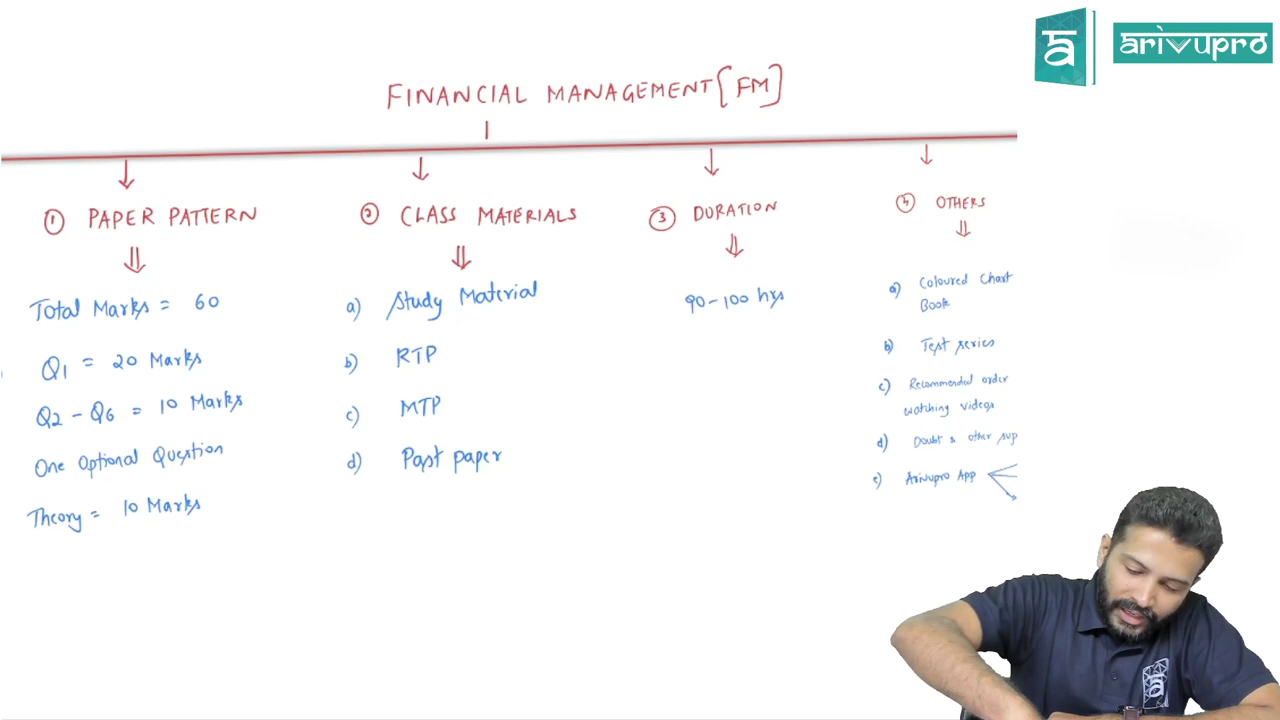 arivupro
FINANCIAL MANAGEMENT [FM]
① PAPER PATTERN
Total Marks = 60
Q1 = 20 Marks
Q2 - Q6 = 10 Marks
One Optional Question
Theory = 10 Marks
② CLASS MATERIALS
a) Study Material
b) RTP
c) MTP
d) Past paper
③ DURATION
90-100 hrs
④ OTHERS
a) Coloured Chart
Book
b) Test series
c) Recommended order
watching videos
d) Doubt & other sup
e) Arivupro App